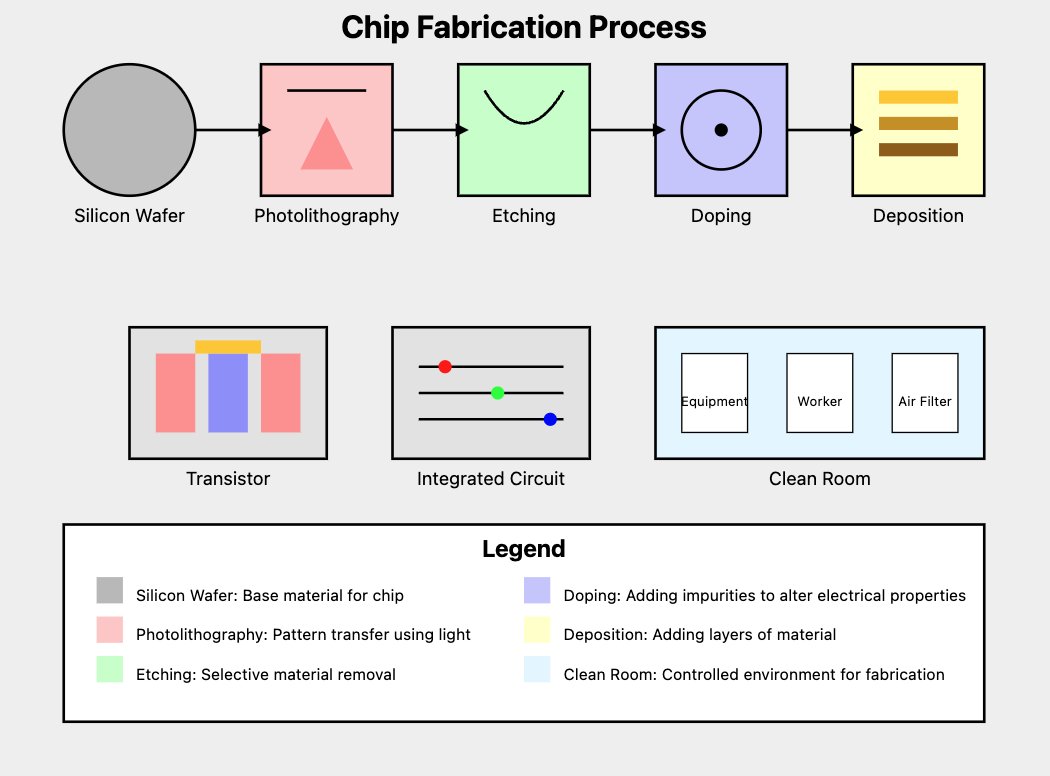 Chip Fabrication Process
Silicon Wafer
Photolithography
Etching
Doping
Deposition
Transistor
Integrated Circuit
Equipment
Worker
Air Filter
Clean Room
Legend
Silicon Wafer: Base material for chip
Photolithography: Pattern transfer using light
Etching: Selective material removal
Doping: Adding impurities to alter electrical properties
Deposition: Adding layers of material
Clean Room: Controlled environment for fabrication